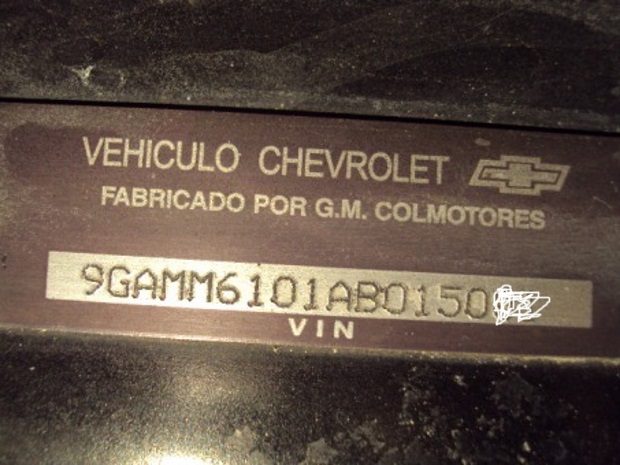 VEHICULO CHEVROLET
FABRICADO POR G.M. COLMOTORES
9GAMM6101AB0150
VIN